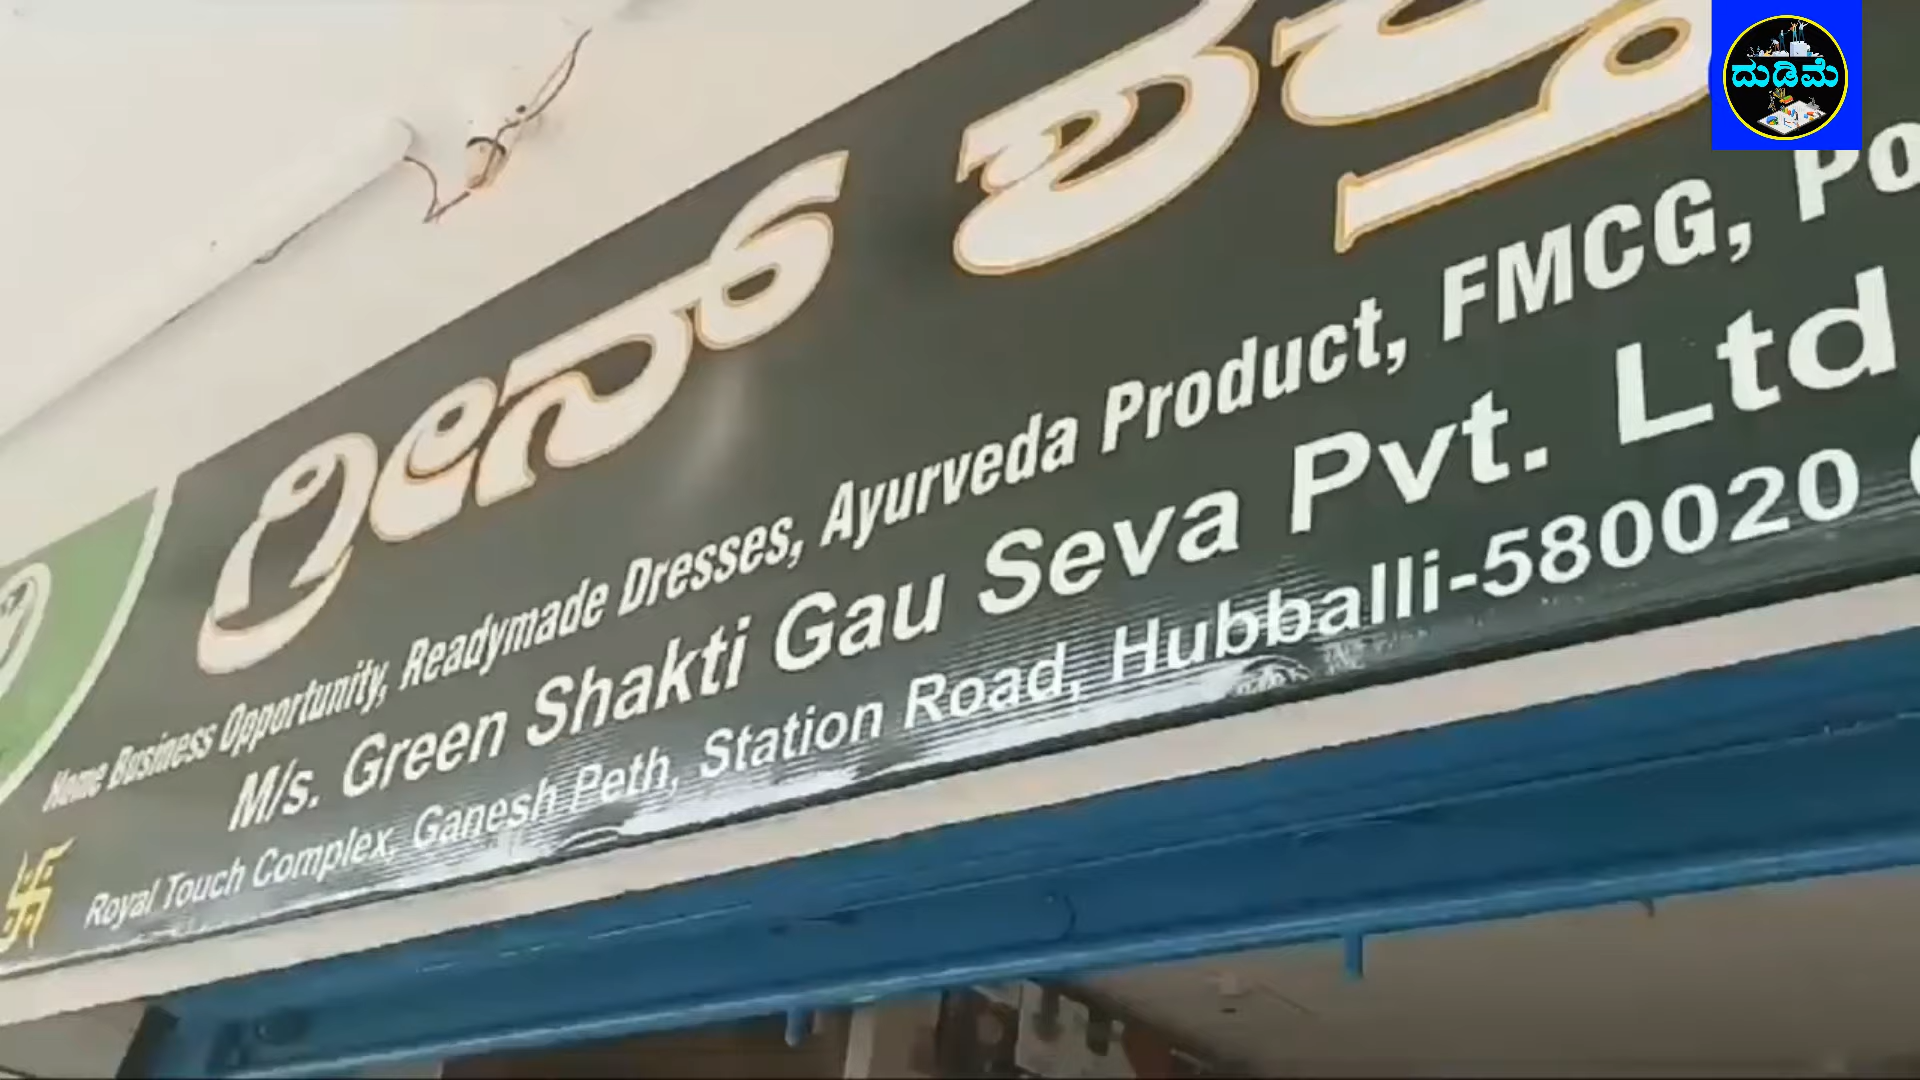 ದುಡಿಮೆ
ಗ್ರೀನ್ ಶಕ್ತಿ
Home Business Opportunity, Readymade Dresses, Ayurveda Product, FMCG,
M/s. Green Shakti Gau Seva Pvt. Ltd
Royal Touch Complex, Ganesh Peth, Station Road, Hubballi-580020